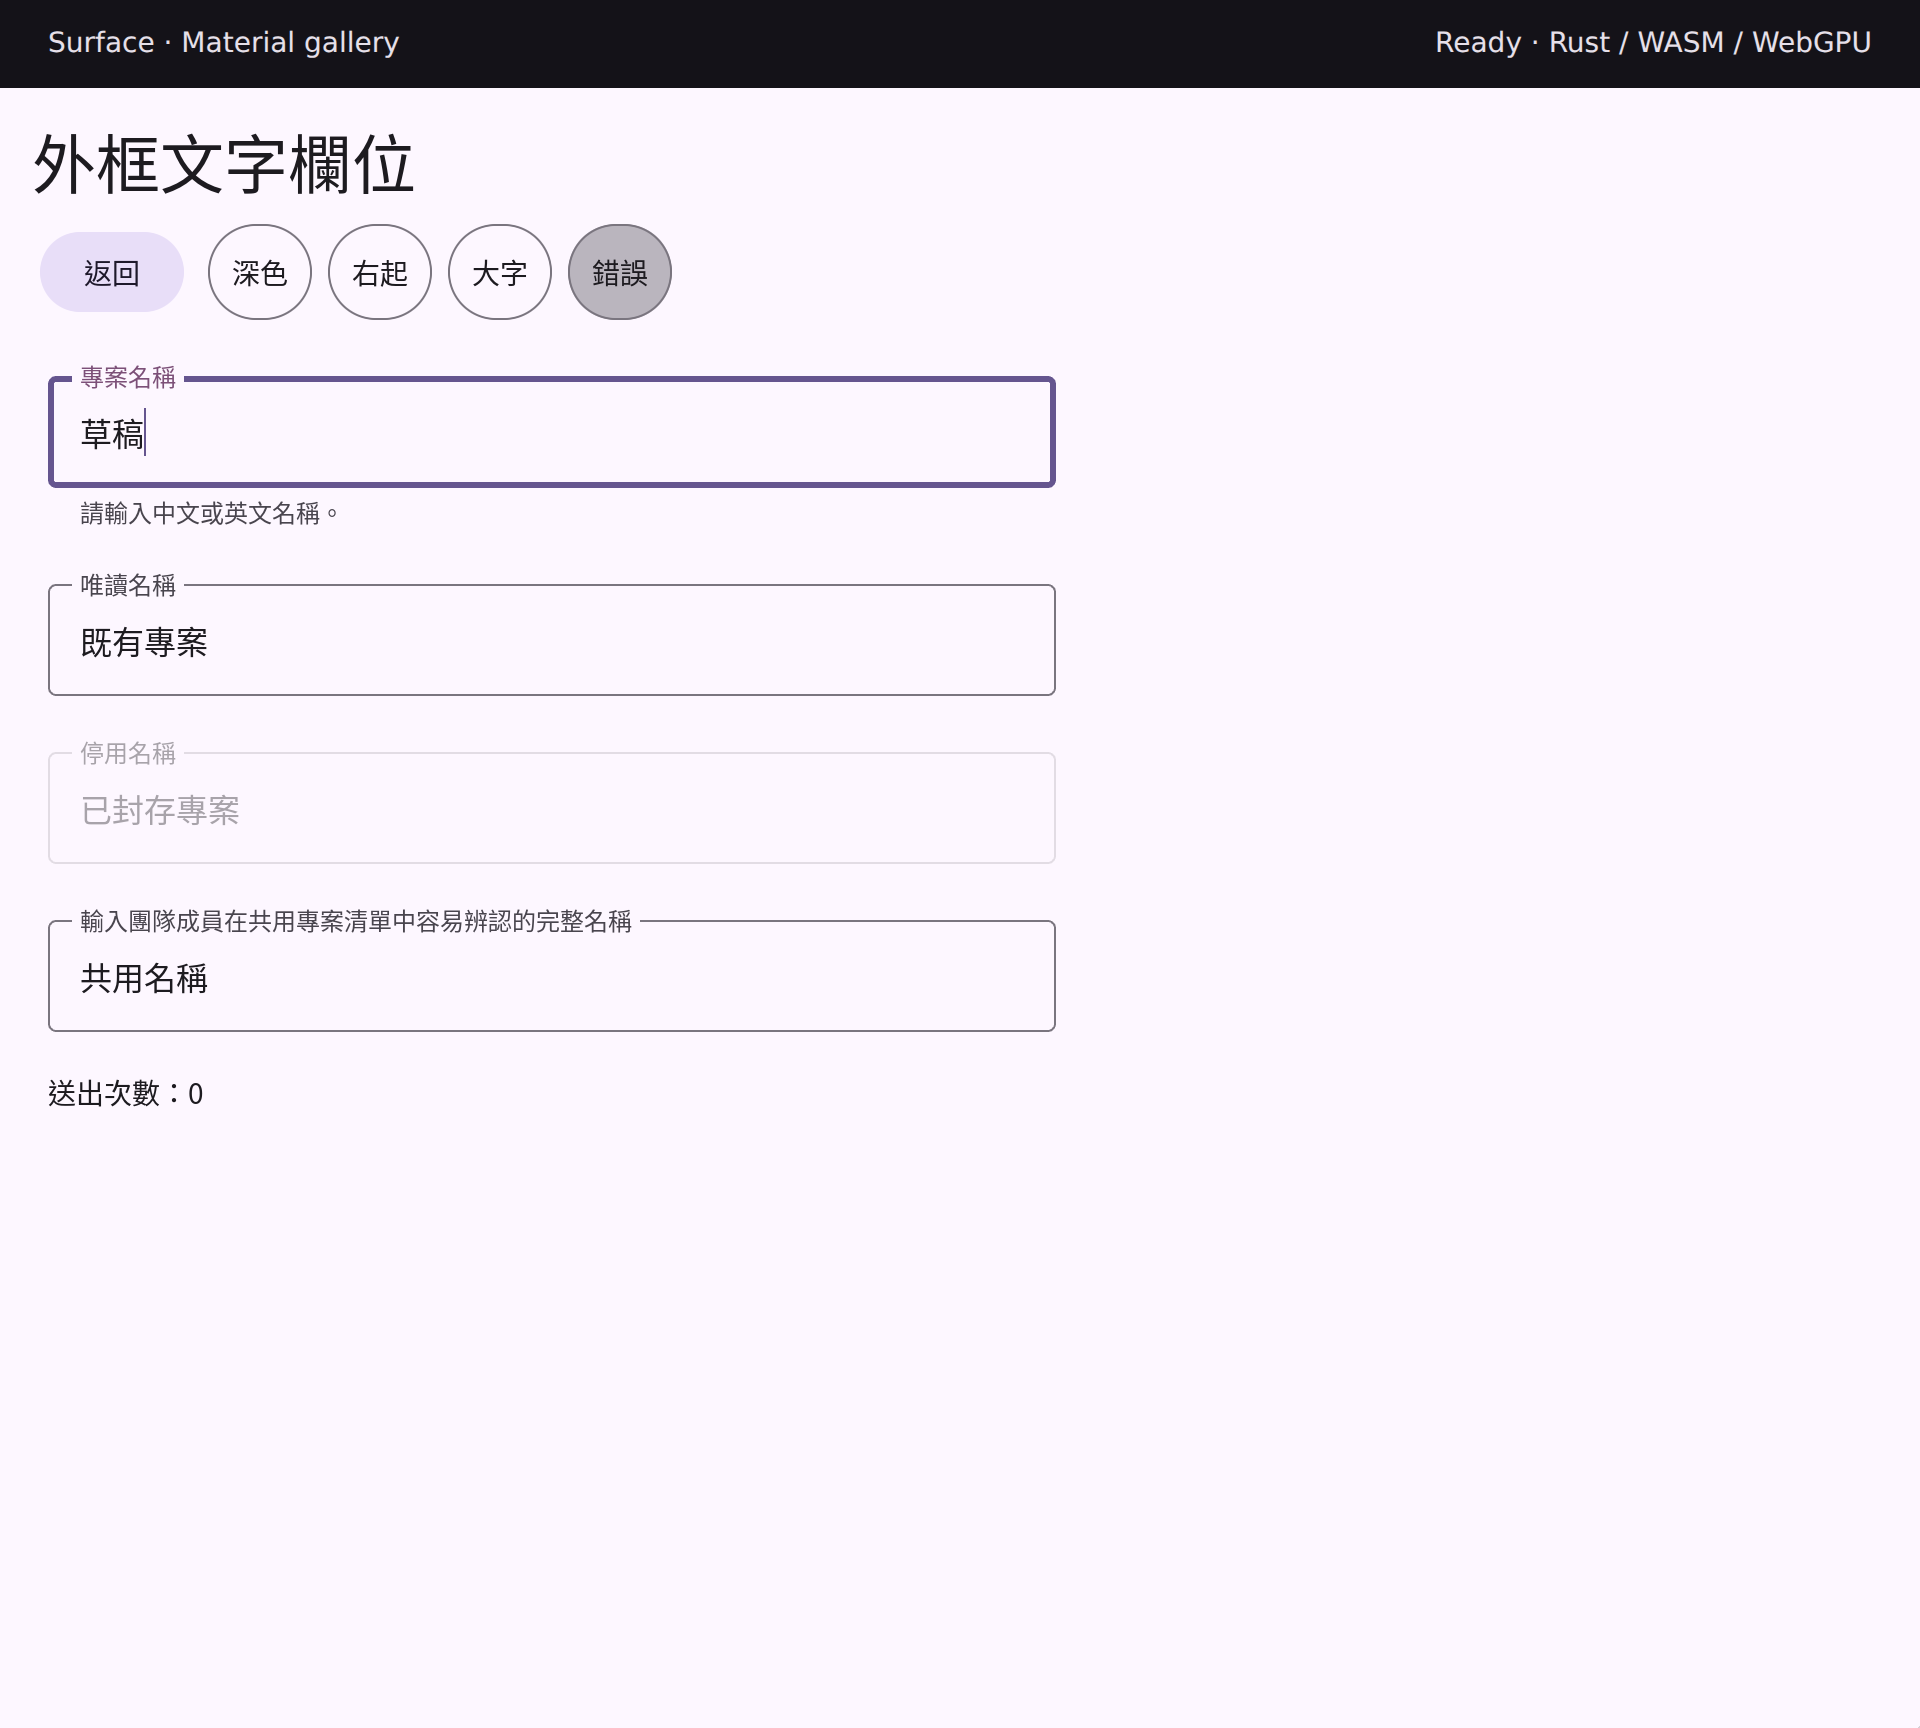 Surface · Material gallery
Ready · Rust / WASM / WebGPU
外框文字欄位
返回
深色
右起
大字
錯誤
專案名稱
草稿
請輸入中文或英文名稱。
唯讀名稱
既有專案
停用名稱
已封存專案
輸入團隊成員在共用專案清單中容易辨認的完整名稱
共用名稱
送出次數：0